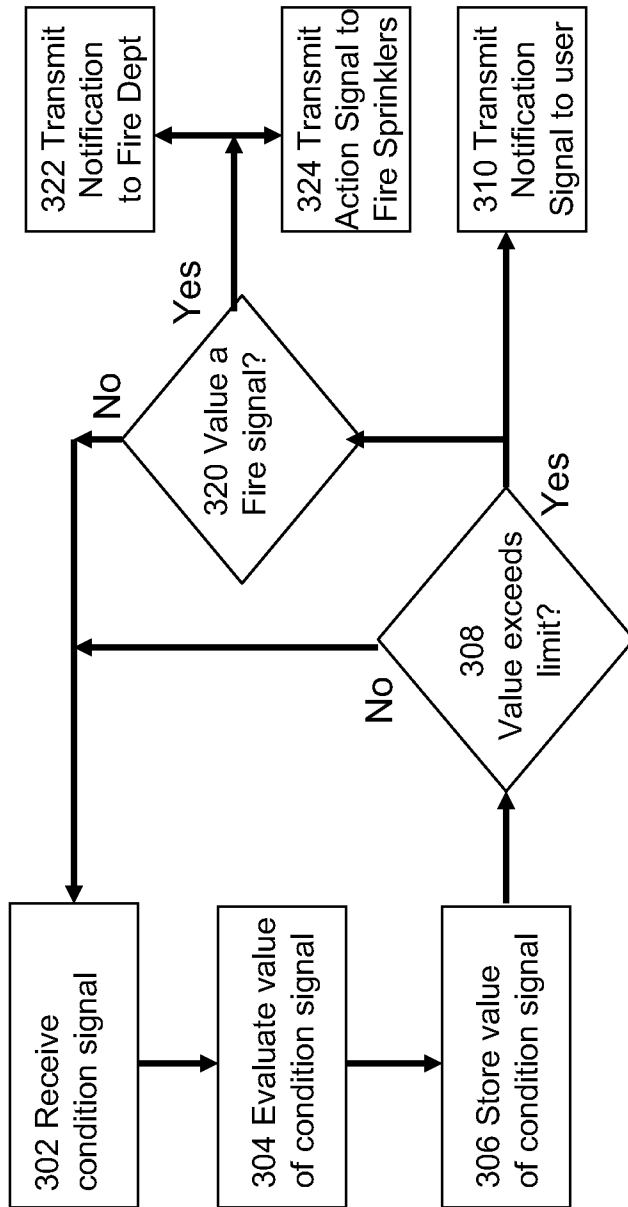 302 Receive
condition signal
304 Evaluate value
of condition signal
306 Store value
of condition signal
308
Value exceeds
limit?
No
Yes
320 Value a
Fire signal?
No
Yes
322 Transmit
Notification
to Fire Dept
324 Transmit
Action Signal to
Fire Sprinklers
310 Transmit
Notification
Signal to user